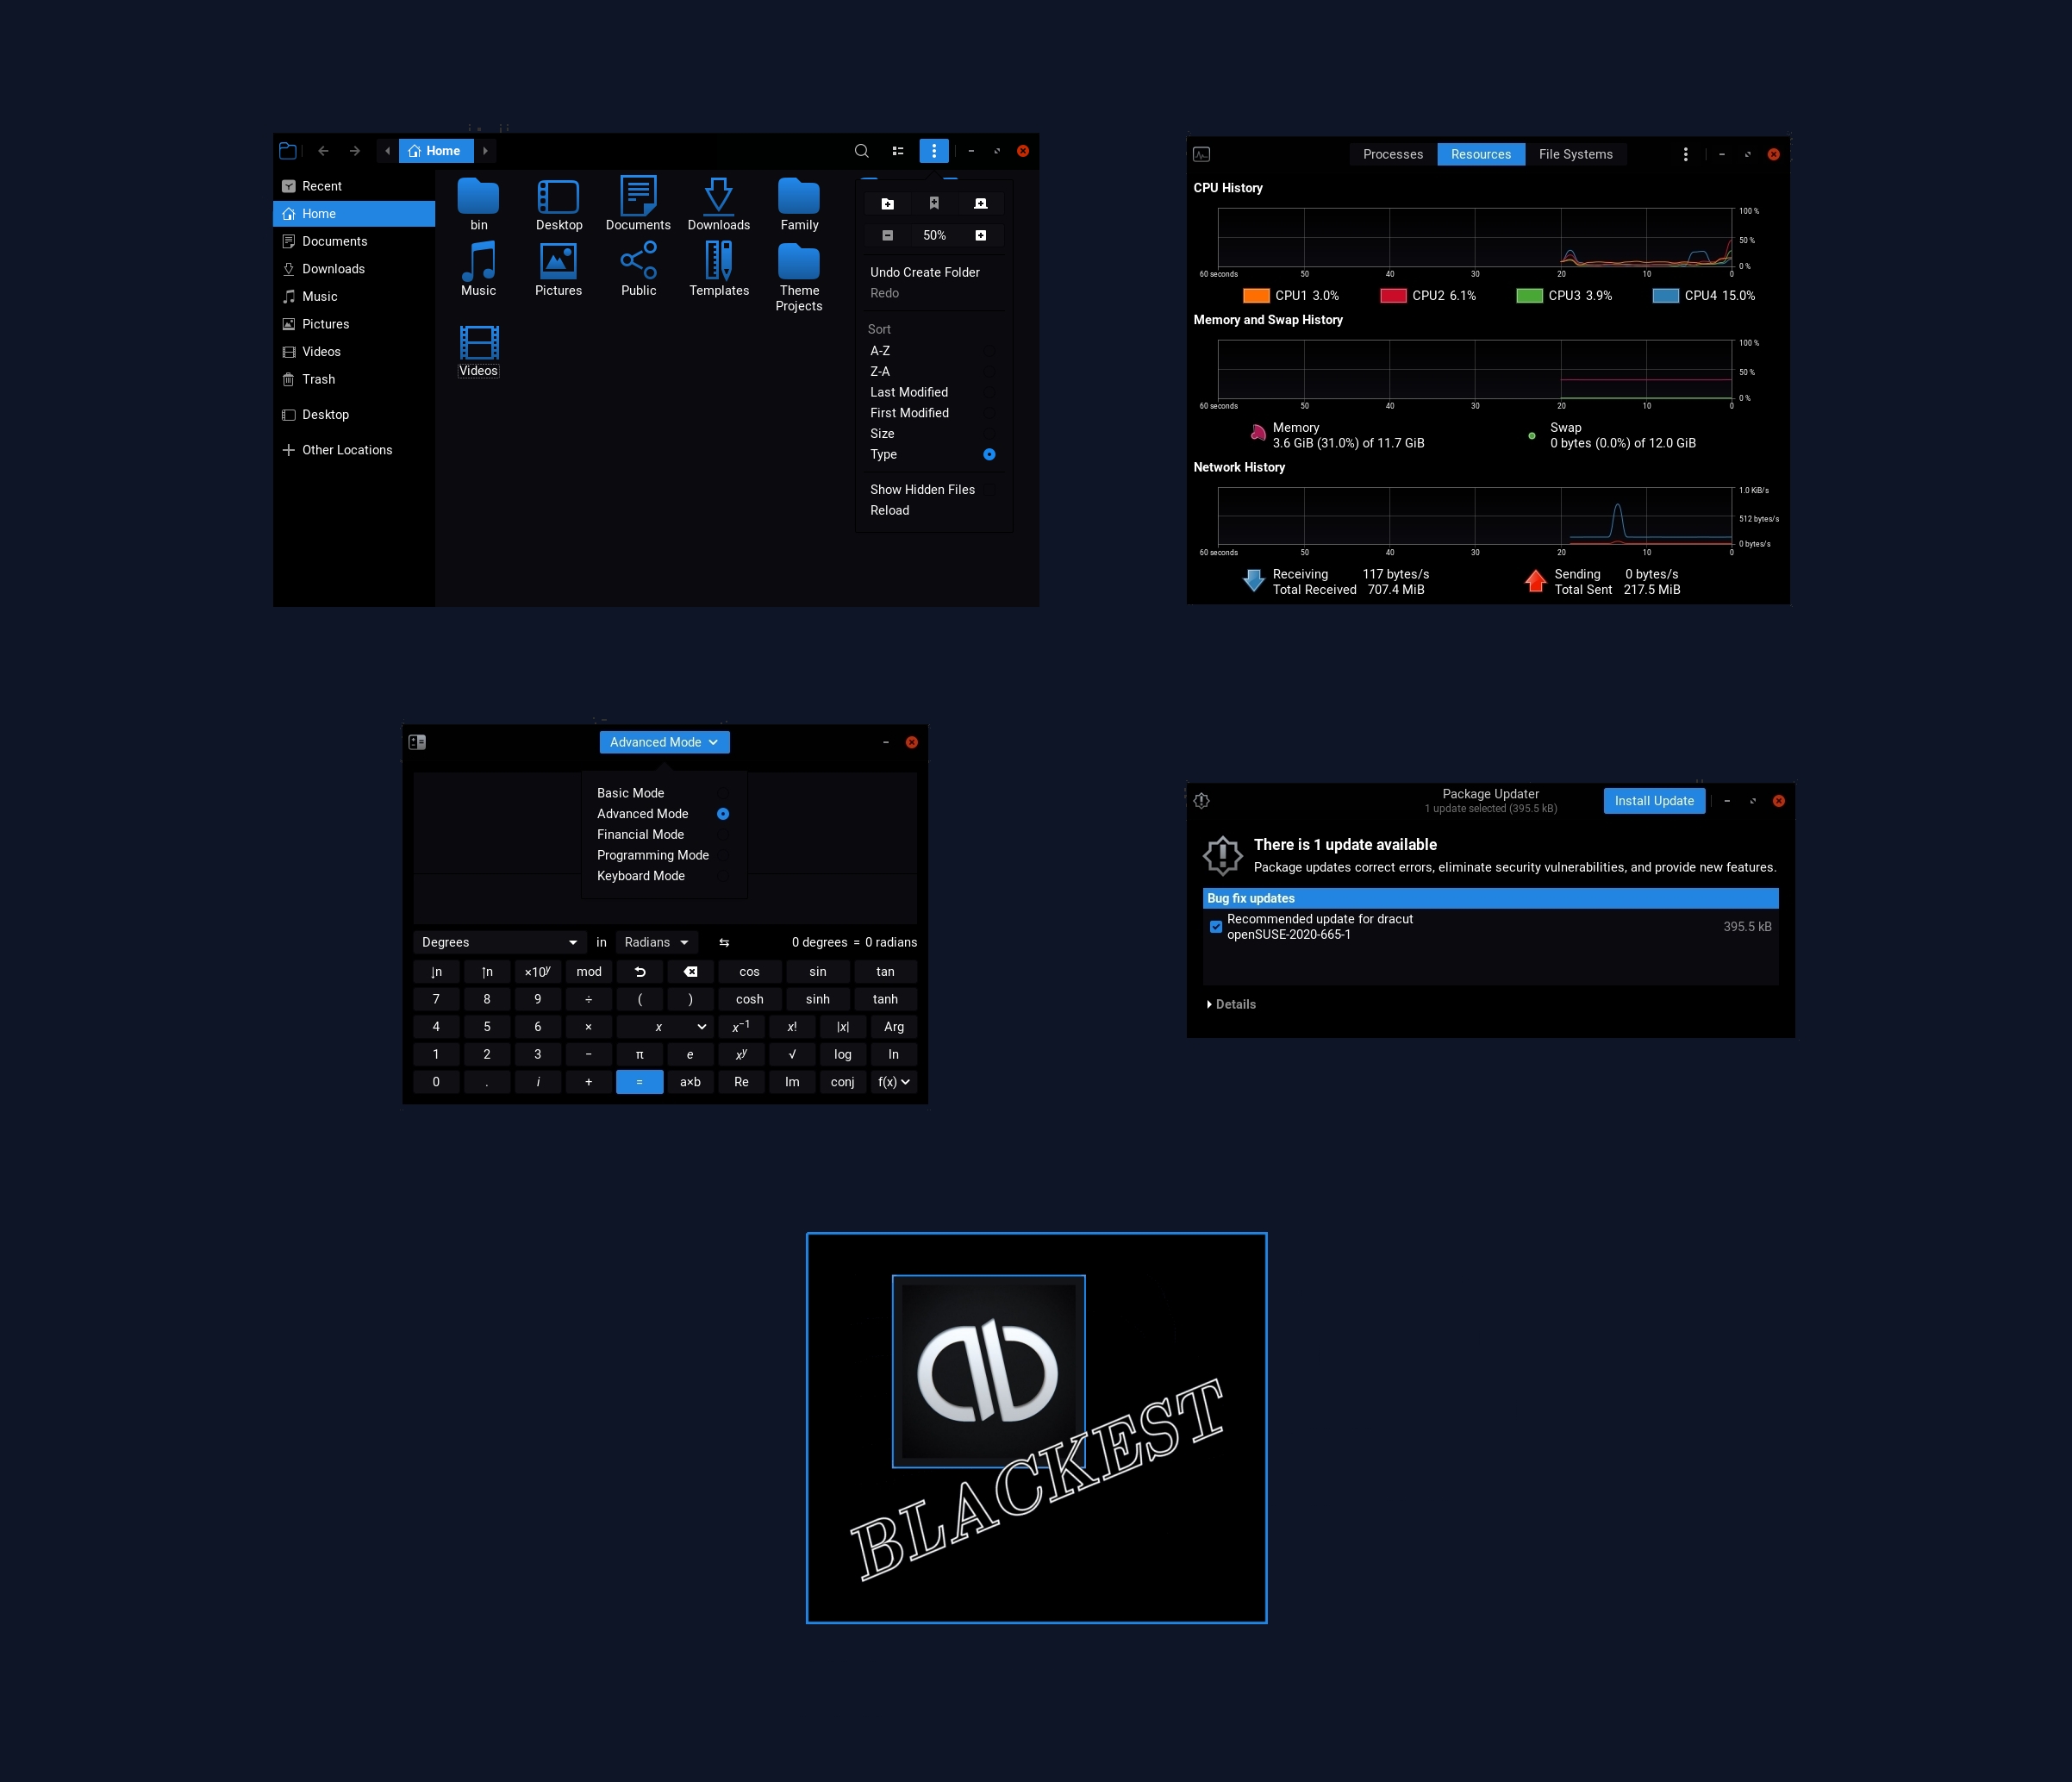 Home
Recent
Home
Documents
Downloads
Music
Pictures
Videos
Trash
Desktop
Other Locations
bin
Desktop
Documents
Downloads
Family
Music
Pictures
Public
Templates
Theme
Projects
Videos
50%
Undo Create Folder
Redo
Sort
A-Z
Z-A
Last Modified
First Modified
Size
Type
Show Hidden Files
Reload
Processes Resources File Systems
CPU History
100 %
50 %
0 %
60 seconds 50 40 30 20 10 0
CPU1 3.0% CPU2 6.1% CPU3 3.9% CPU4 15.0%
Memory and Swap History
100 %
50 %
0 %
60 seconds 50 40 30 20 10 0
Memory
3.6 GiB (31.0%) of 11.7 GiB
Swap
0 bytes (0.0%) of 12.0 GiB
Network History
1.0 KiB/s
512 bytes/s
0 bytes/s
60 seconds 50 40 30 20 10 0
Receiving 117 bytes/s
Total Received 707.4 MiB
Sending 0 bytes/s
Total Sent 217.5 MiB
Advanced Mode
Basic Mode
Advanced Mode
Financial Mode
Programming Mode
Keyboard Mode
Degrees in Radians ⇆ 0 degrees = 0 radians
↓n ↑n ×10ʸ mod cos sin tan
7 8 9 ÷ ( ) cosh sinh tanh
4 5 6 × x x⁻¹ x! |x| Arg
1 2 3 − π e xʸ √ log ln
0 . i + = a×b Re Im conj f(x)
Package Updater
1 update selected (395.5 kB)
Install Update
There is 1 update available
Package updates correct errors, eliminate security vulnerabilities, and provide new features.
Bug fix updates
Recommended update for dracut
openSUSE-2020-665-1
395.5 kB
Details
BLACKEST